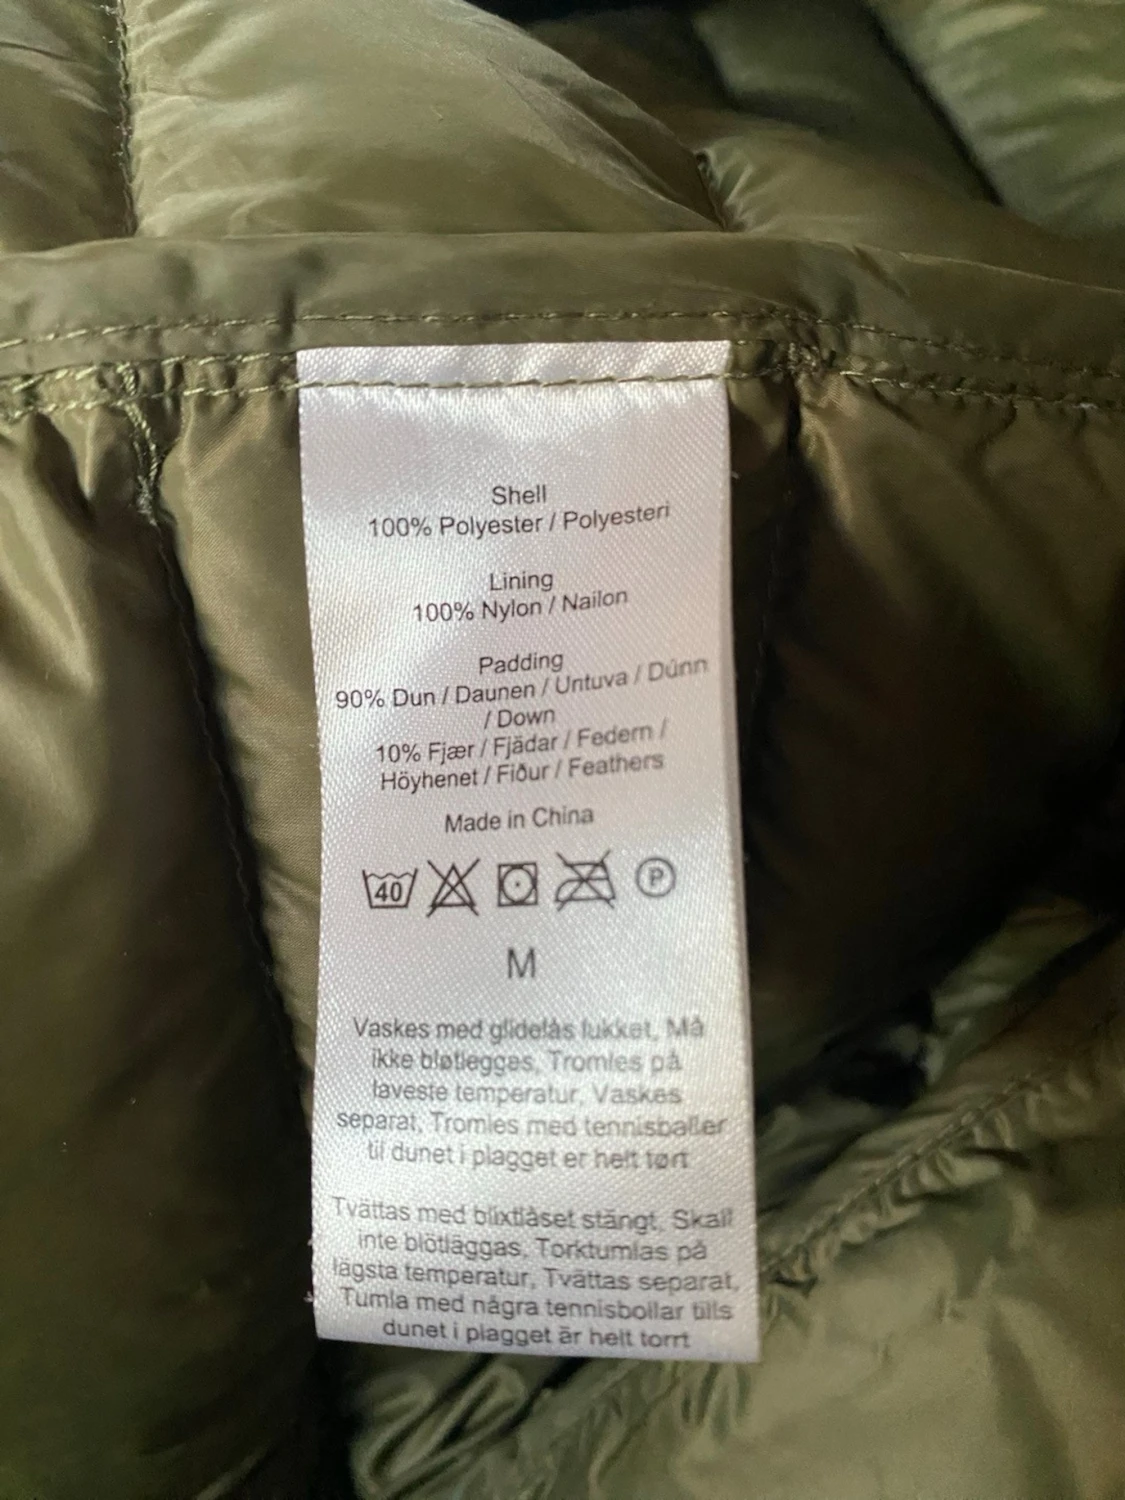 Shell
100% Polyester / Polyesteri
Lining
100% Nylon / Nailon
Padding
90% Dun / Daunen / Untuva / Dúnn
/ Down
10% Fjær / Fjädar / Federn /
Höyhenet / Fiður / Feathers
Made in China
40 P
M
Vaskes med glidelås lukket, Må
ikke bløtlegges, Tromles på
laveste temperatur, Vaskes
separat, Tromles med tennisballer
til dunet i plagget er helt tørt
Tvättas med blixtlåset stängt, Skall
inte blötläggas, Torktumlas på
lägsta temperatur, Tvättas separat,
Tumla med några tennisbollar tills
dunet i plagget är helt torrt